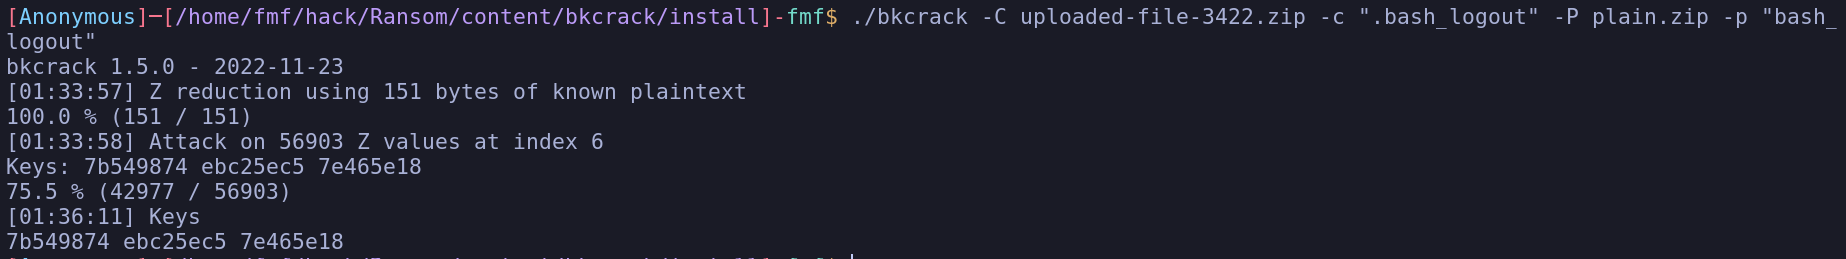 [Anonymous]─[/home/fmf/hack/Ransom/content/bkcrack/install]-fmf$ ./bkcrack -C uploaded-file-3422.zip -c ".bash_logout" -P plain.zip -p "bash_
logout"
bkcrack 1.5.0 - 2022-11-23
[01:33:57] Z reduction using 151 bytes of known plaintext
100.0 % (151 / 151)
[01:33:58] Attack on 56903 Z values at index 6
Keys: 7b549874 ebc25ec5 7e465e18
75.5 % (42977 / 56903)
[01:36:11] Keys
7b549874 ebc25ec5 7e465e18